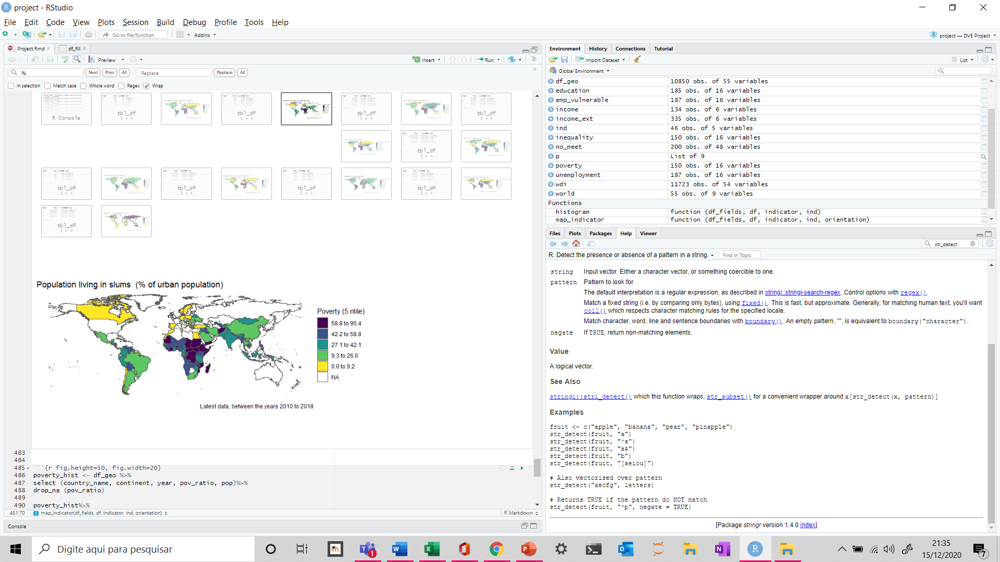 project - RStudio
File Edit Code View Plots Session Build Debug Profile Tools Help
Go to file/function Addins project — DVE Project
Project.Rmd df_fill
Preview Insert Run
%. Next Prev All Replace Replace All
In selection Match case Whole word Regex Wrap
R Console
tbl_df
5 x 4
tbl_df
5 x 4
tbl_df
5 x 4
tbl_df
5 x 4
tbl_df
5 x 4
tbl_df
5 x 4
tbl_df
5 x 4
tbl_df
5 x 4
tbl_df
5 x 4
tbl_df
5 x 4
Population living in slums (% of urban population)
Poverty (5 ntile)
58.8 to 95.4
42.2 to 58.8
27.1 to 42.1
9.3 to 26.0
0.0 to 9.2
NA
Latest data, between the years 2010 to 2018
483
484
485 ```{r fig.height=50, fig.width=20}
486 poverty_hist <- df_geo %>%
487 select (country_name, continent, year, pov_ratio, pop)%>%
488 drop_na (pov_ratio)
489
490 poverty_hist%>%
451:70 map_indicator(df_fields, df, indicator, ind, orientation) R Markdown
Console
Environment History Connections Tutorial
Import Dataset List
Global Environment
df_geo 10850 obs. of 55 variables
education 185 obs. of 16 variables
emp_vulnerable 187 obs. of 16 variables
income 134 obs. of 6 variables
income_ext 335 obs. of 6 variables
ind 46 obs. of 5 variables
inequality 150 obs. of 16 variables
no_meet 200 obs. of 48 variables
p List of 9
poverty 150 obs. of 16 variables
unemployment 187 obs. of 16 variables
wdi 11723 obs. of 54 variables
world 55 obs. of 9 variables
Functions
histogram function (df_fields, df, indicator, ind)
map_indicator function (df_fields, df, indicator, ind, orientation)
Files Plots Packages Help Viewer
str_detect
R: Detect the presence or absence of a pattern in a string. Find in Topic
string Input vector. Either a character vector, or something coercible to one.
pattern Pattern to look for.
The default interpretation is a regular expression, as described in stringi::stringi-search-regex. Control options with regex().
Match a fixed string (i.e. by comparing only bytes), using fixed(). This is fast, but approximate. Generally, for matching human text, you'll want
coll() which respects character matching rules for the specified locale.
Match character, word, line and sentence boundaries with boundary(). An empty pattern, "", is equivalent to boundary("character").
negate If TRUE, return non-matching elements.
Value
A logical vector.
See Also
stringi::stri_detect() which this function wraps, str_subset() for a convenient wrapper around x[str_detect(x, pattern)]
Examples
fruit <- c("apple", "banana", "pear", "pinapple")
str_detect(fruit, "a")
str_detect(fruit, "^a")
str_detect(fruit, "a$")
str_detect(fruit, "b")
str_detect(fruit, "[aeiou]")
# Also vectorised over pattern
str_detect("aecfg", letters)
# Returns TRUE if the pattern do NOT match
str_detect(fruit, "^p", negate = TRUE)
[Package stringr version 1.4.0 Index]
Digite aqui para pesquisar
21:35
15/12/2020
7